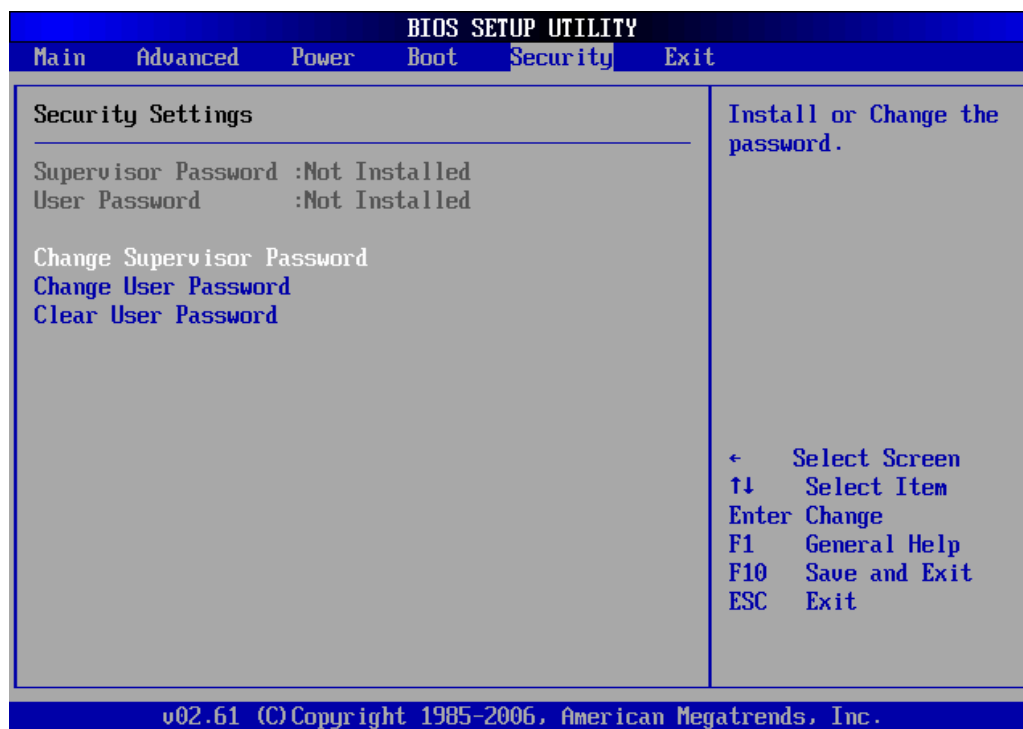 BIOS SETUP UTILITY
Main Advanced Power Boot Security Exit
Security Settings
Supervisor Password :Not Installed
User Password :Not Installed
Change Supervisor Password
Change User Password
Clear User Password
Install or Change the
password.
← Select Screen
↑↓ Select Item
Enter Change
F1 General Help
F10 Save and Exit
ESC Exit
v02.61 (C)Copyright 1985-2006, American Megatrends, Inc.